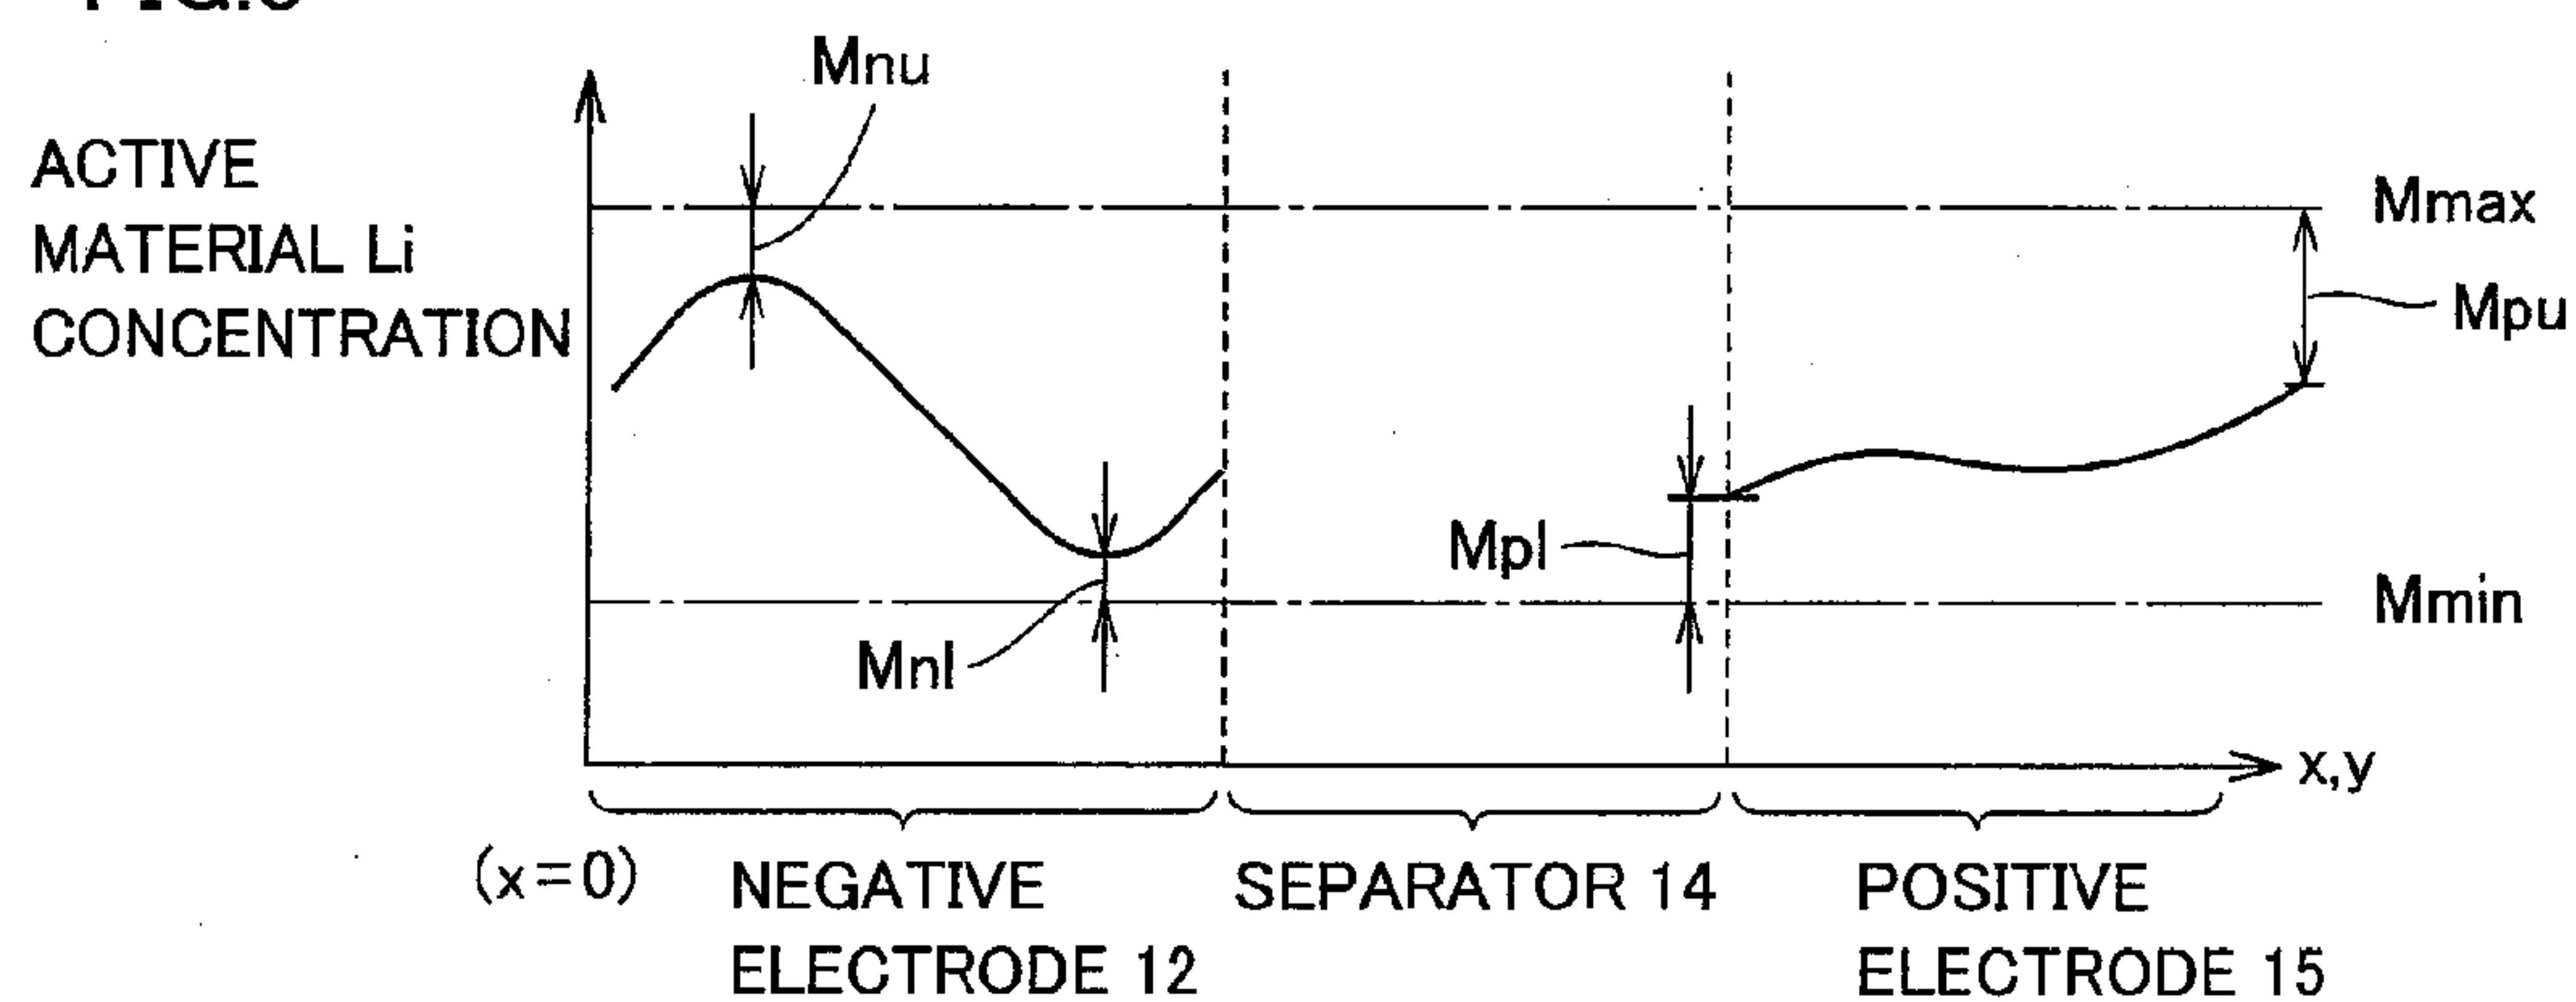 Mnu
ACTIVE
MATERIAL Li
CONCENTRATION
Mmax
Mpu
Mpl
Mmin
Mnl
x,y
(x=0)
NEGATIVE
ELECTRODE 12
SEPARATOR 14
POSITIVE
ELECTRODE 15